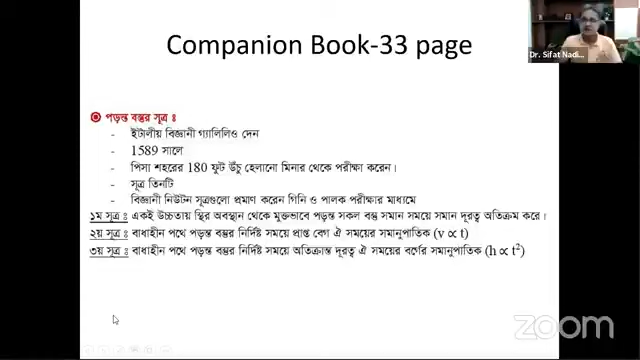 Companion Book-33 page
Dr. Sifat Nadi...
পড়ন্ত বস্তুর সূত্র ঃ
- ইটালীয় বিজ্ঞানী গ্যালিলিও দেন
- 1589 সালে
- পিসা শহরের 180 ফুট উঁচু হেলানো মিনার থেকে পরীক্ষা করেন।
- সূত্র তিনটি
- বিজ্ঞানী নিউটন সূত্রগুলো প্রমাণ করেন গিনি ও পালক পরীক্ষার মাধ্যমে
১ম সূত্র ঃ একই উচ্চতায় স্থির অবস্থান থেকে মুক্তভাবে পড়ন্ত সকল বস্তু সমান সময়ে সমান দূরত্ব অতিক্রম করে।
২য় সূত্র ঃ বাধাহীন পথে পড়ন্ত বস্তুর নির্দিষ্ট সময়ে প্রাপ্ত বেগ ঐ সময়ের সমানুপাতিক (v ∝ t)
৩য় সূত্র ঃ বাধাহীন পথে পড়ন্ত বস্তুর নির্দিষ্ট সময়ে অতিক্রান্ত দূরত্ব ঐ সময়ের বর্গের সমানুপাতিক (h ∝ t²)
zoom